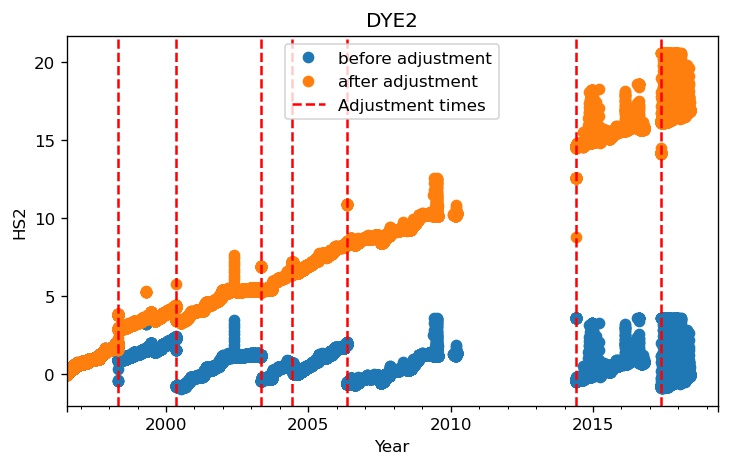 DYE2
before adjustment
after adjustment
Adjustment times
HS2
20
15
10
5
0
2000
2005
2010
2015
Year